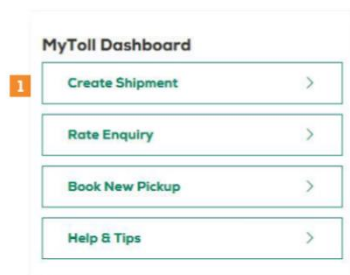 MyToll Dashboard
1 Create Shipment
Rate Enquiry
Book New Pickup
Help & Tips